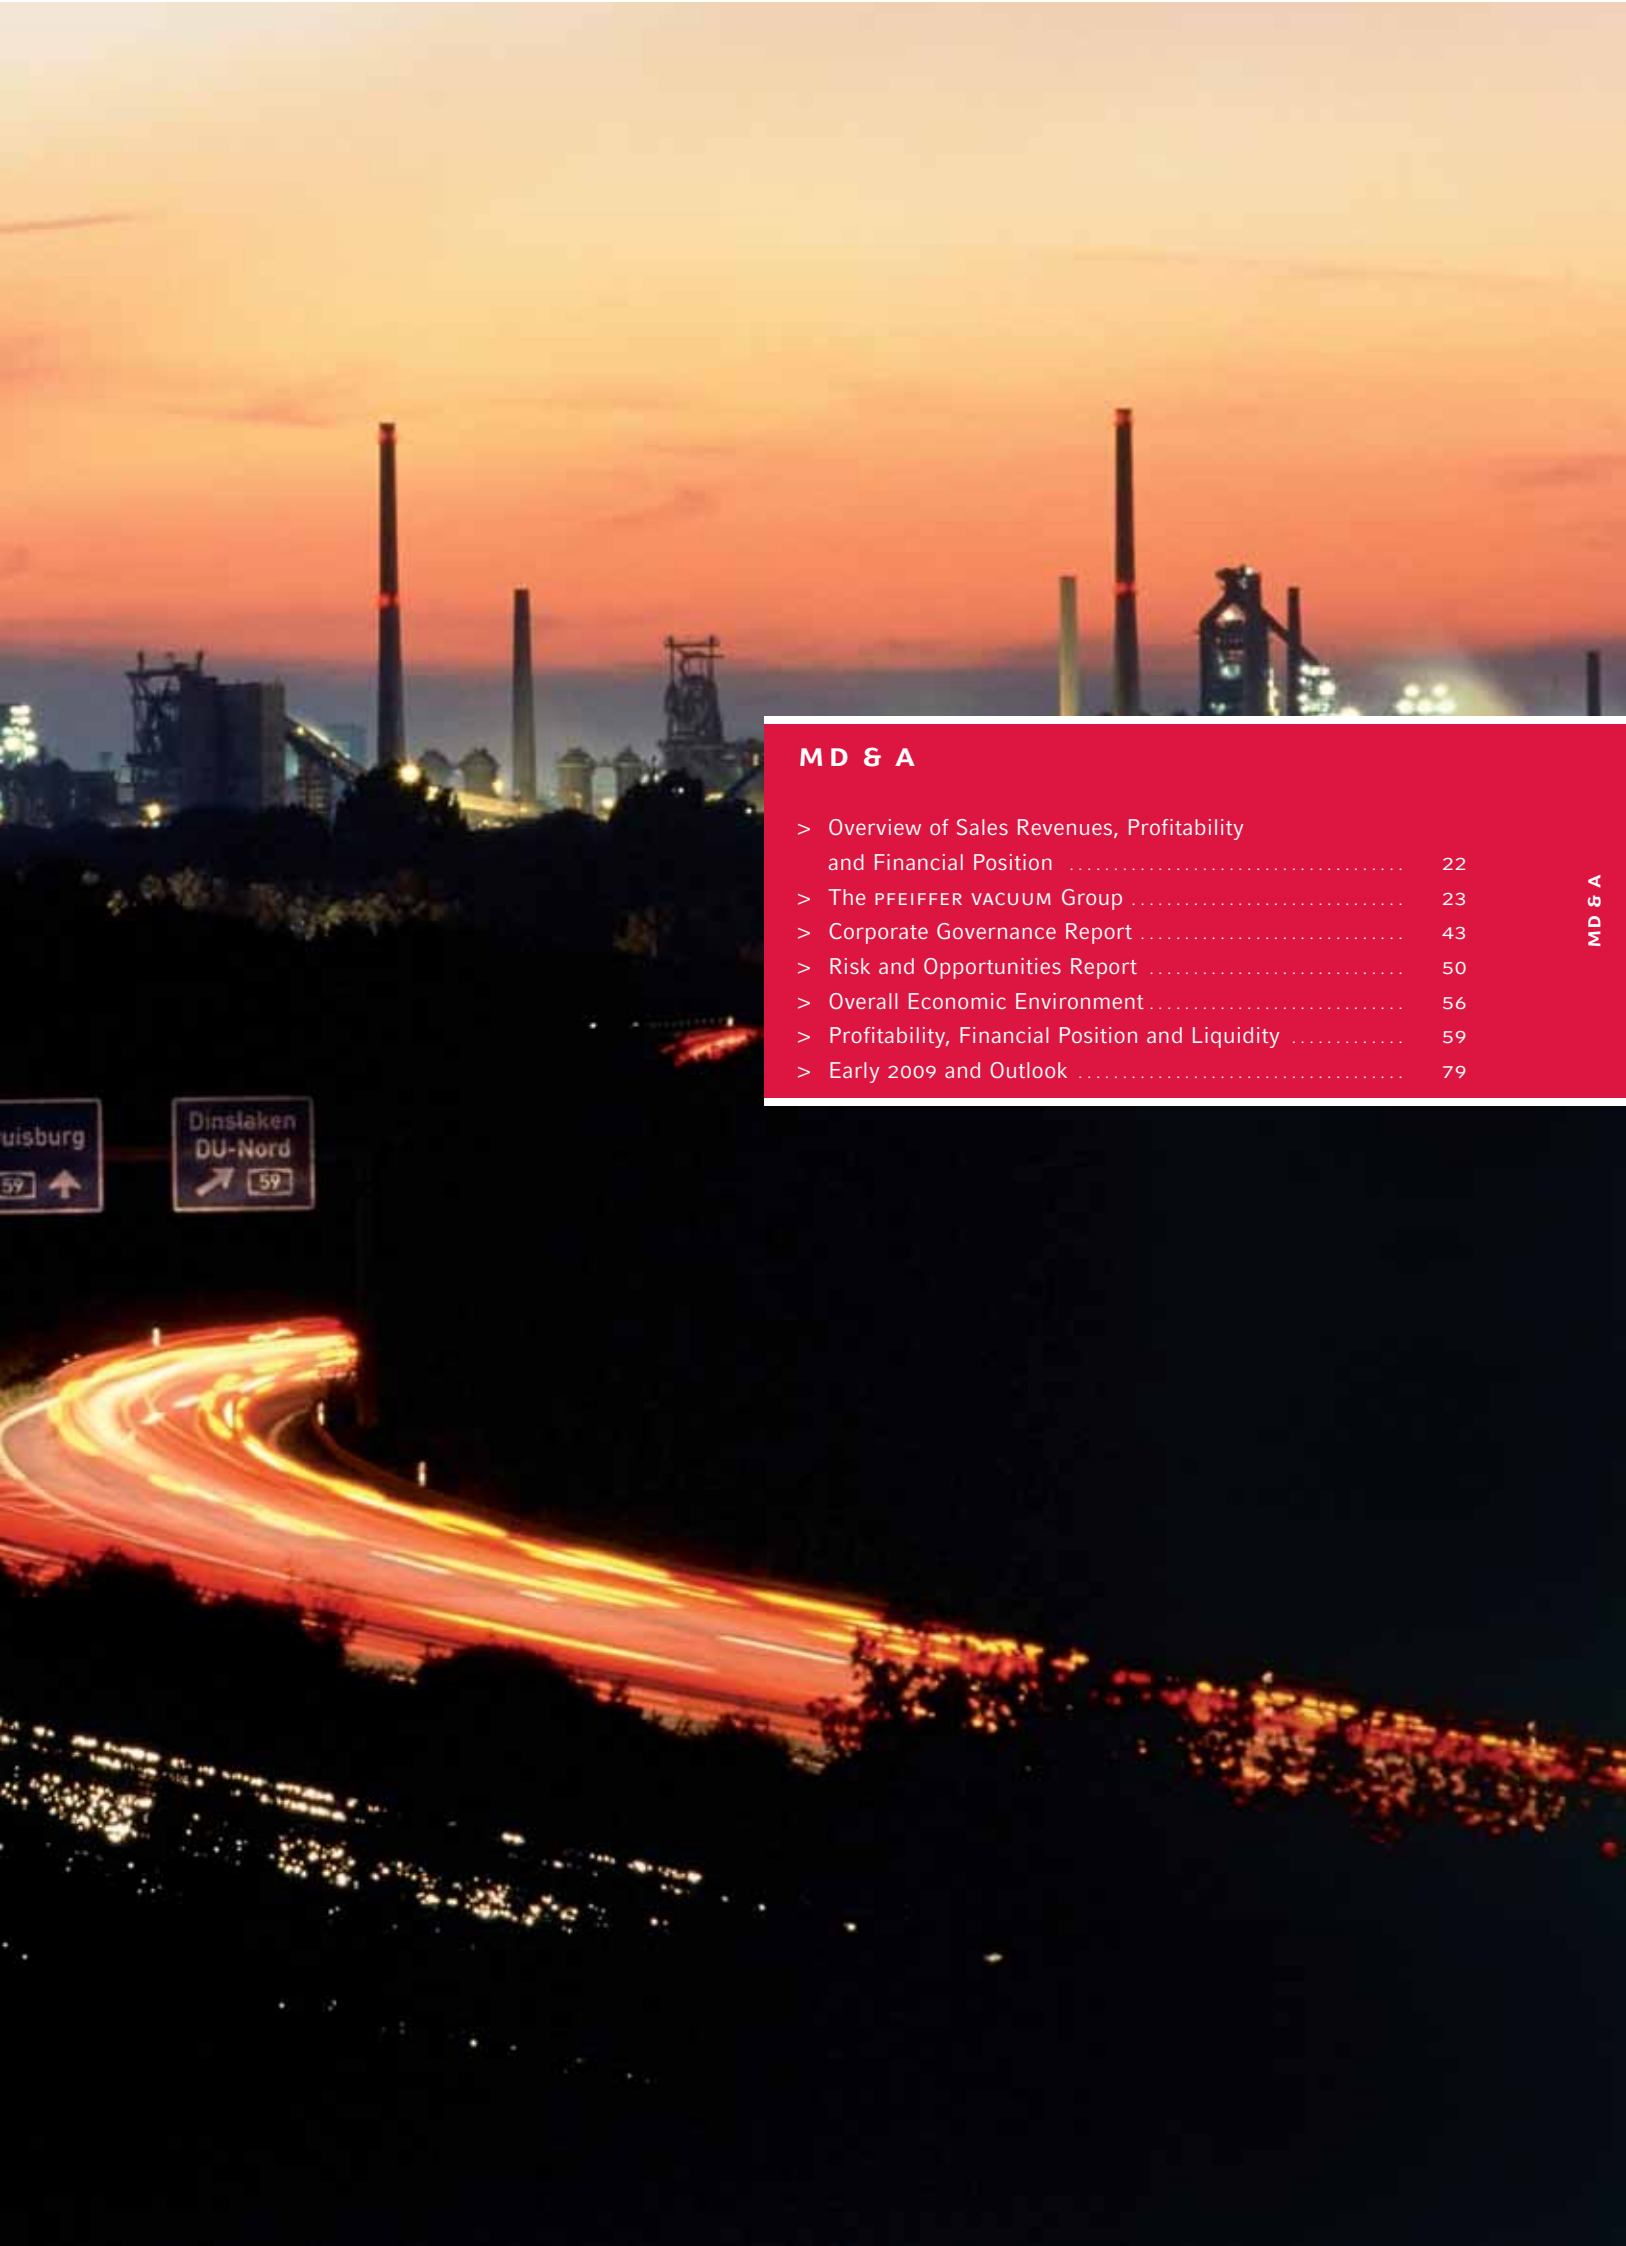 MD & A
> Overview of Sales Revenues, Profitability
and Financial Position ..................................... 22
> The PFEIFFER VACUUM Group .............................. 23
> Corporate Governance Report ............................. 43
> Risk and Opportunities Report ............................ 50
> Overall Economic Environment ............................ 56
> Profitability, Financial Position and Liquidity ............. 59
> Early 2009 and Outlook .................................... 79
MD & A
uisburg
59
Dinslaken
DU-Nord
59